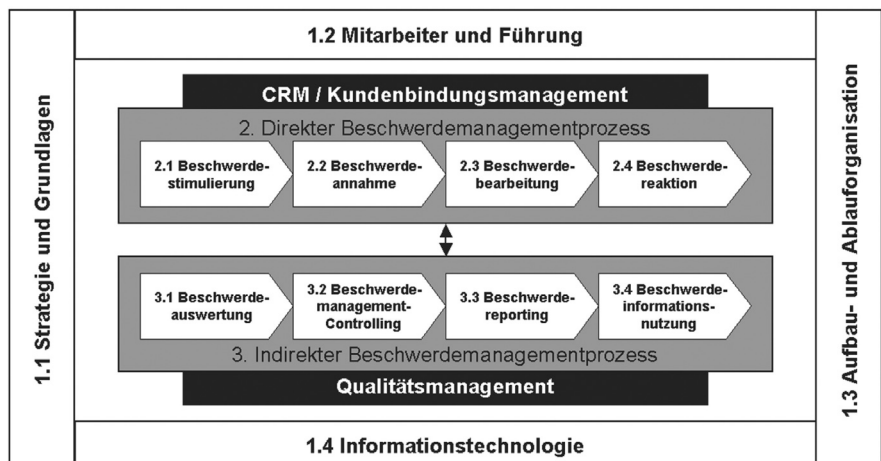 1.1 Strategie und Grundlagen
1.2 Mitarbeiter und Führung
CRM / Kundenbindungsmanagement
2. Direkter Beschwerdemanagementprozess
2.1 Beschwerde-
stimulierung
2.2 Beschwerde-
annahme
2.3 Beschwerde-
bearbeitung
2.4 Beschwerde-
reaktion
3.1 Beschwerde-
auswertung
3.2 Beschwerde-
management-
Controlling
3.3 Beschwerde-
reporting
3.4 Beschwerde-
informations-
nutzung
3. Indirekter Beschwerdemanagementprozess
Qualitätsmanagement
1.4 Informationstechnologie
1.3 Aufbau- und Ablauforganisation